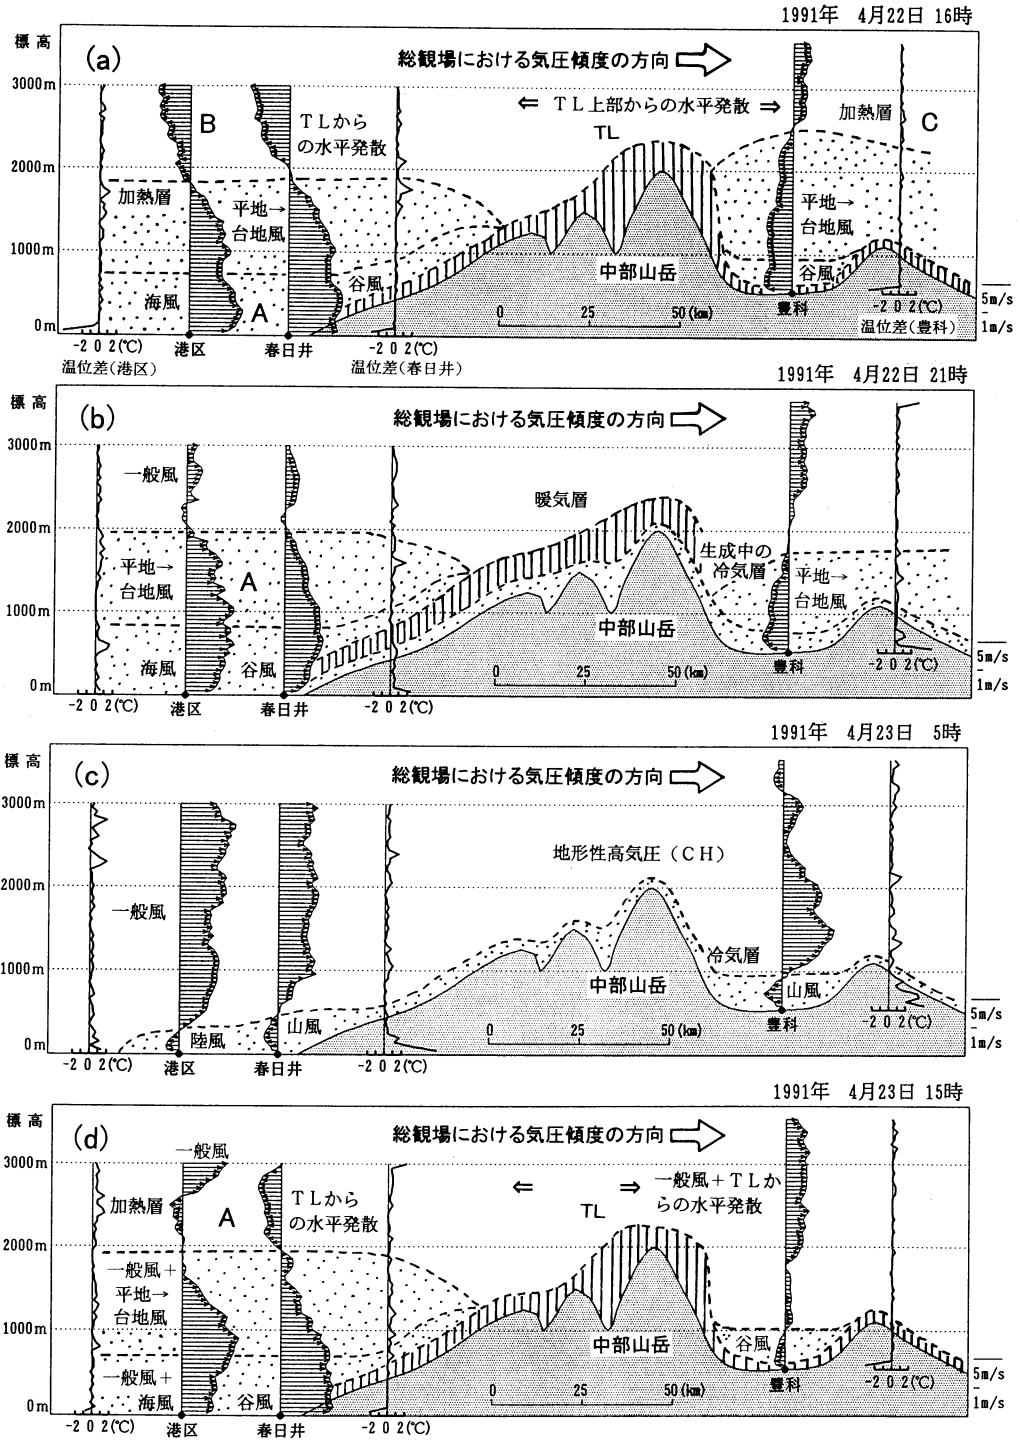 1991年 4月22日 16時
標高
(a)
総観場における気圧傾度の方向
3000m
⇐ TL上部からの水平発散 ⇒
加熱層
B
TLから
の水平発散
TL
C
2000m
加熱層
平地→
台地風
平地→
台地風
1000m
中部山岳
谷風
谷風
海風
A
0m
0 25 50(km)
5m/s
1m/s
-2 0 2(℃)
港区
春日井
-2 0 2(℃)
豊科
-2 0 2(℃)
温位差(港区)
温位差(春日井)
温位差(豊科)
1991年 4月22日 21時
標高
(b)
総観場における気圧傾度の方向
3000m
一般風
暖気層
2000m
生成中の
冷気層
平地→
台地風
A
平地→
台地風
1000m
中部山岳
海風
谷風
0m
0 25 50(km)
5m/s
1m/s
-2 0 2(℃)
港区
春日井
-2 0 2(℃)
豊科
-2 0 2(℃)
1991年 4月23日 5時
標高
(c)
総観場における気圧傾度の方向
3000m
地形性高気圧(CH)
2000m
一般風
冷気層
1000m
中部山岳
山風
陸風
山風
0m
0 25 50(km)
5m/s
1m/s
-2 0 2(℃)
港区
春日井
-2 0 2(℃)
豊科
-2 0 2(℃)
1991年 4月23日 15時
標高
(d)
総観場における気圧傾度の方向
一般風
3000m
加熱層
A
TLから
の水平発散
⇐ ⇒
一般風+TLか
らの水平発散
TL
2000m
一般風+
平地→
台地風
1000m
中部山岳
谷風
一般風+
海風
谷風
0m
0 25 50(km)
5m/s
1m/s
-2 0 2(℃)
港区
春日井
-2 0 2(℃)
豊科
-2 0 2(℃)